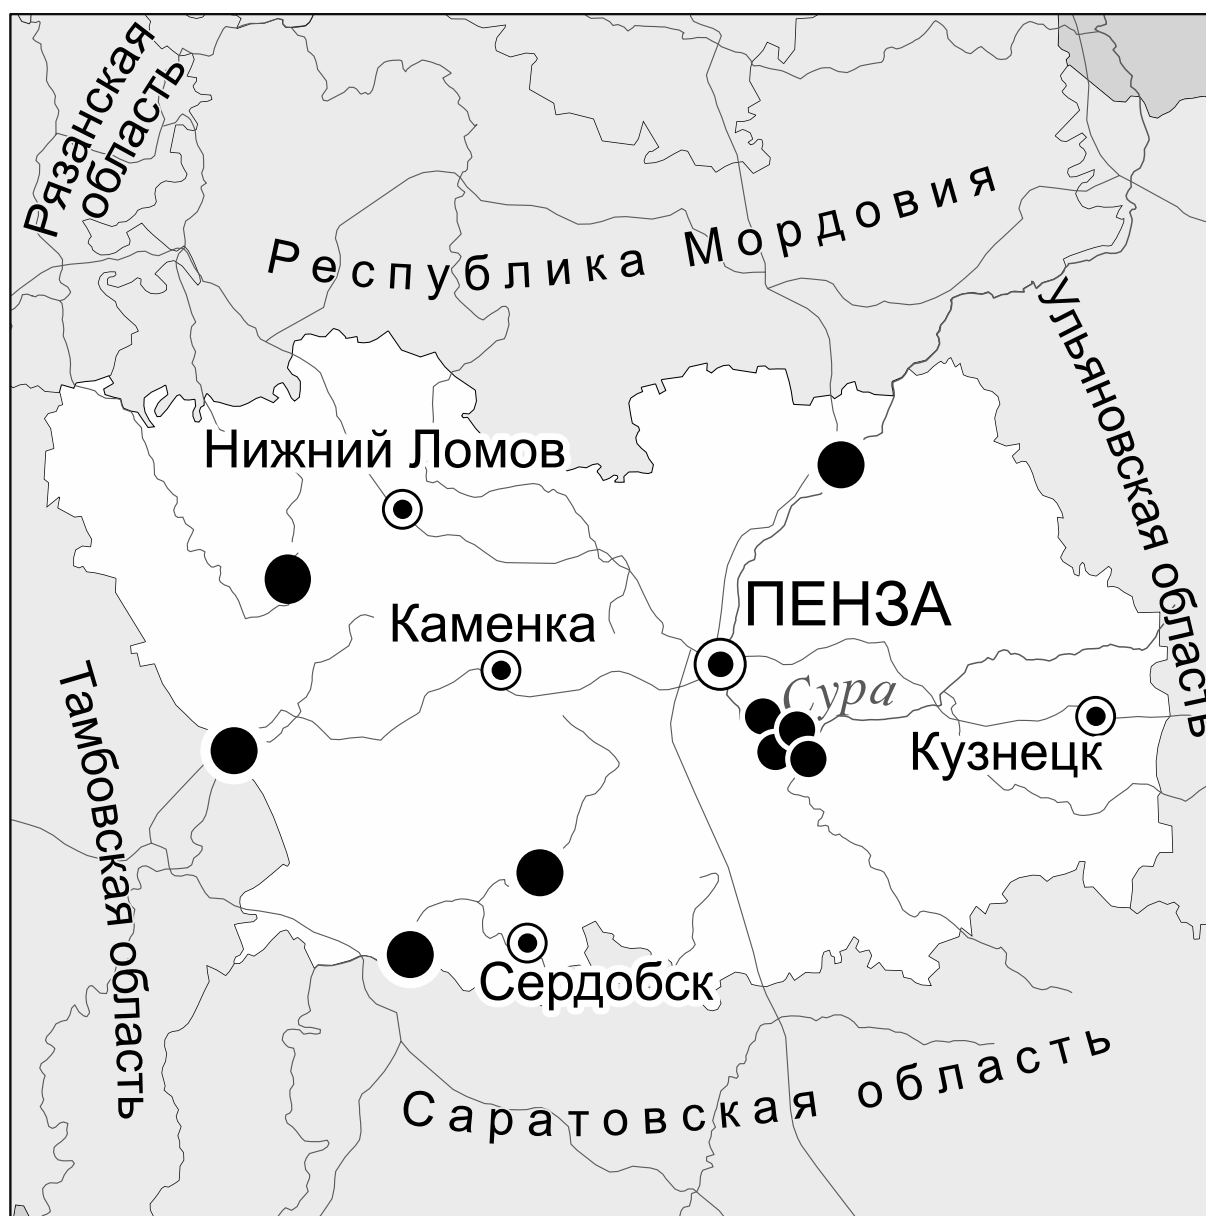 Рязанская
область
Республика Мордовия
Ульяновская область
Нижний Ломов
ПЕНЗА
Каменка
Сура
Кузнецк
Тамбовская область
Сердобск
Саратовская область